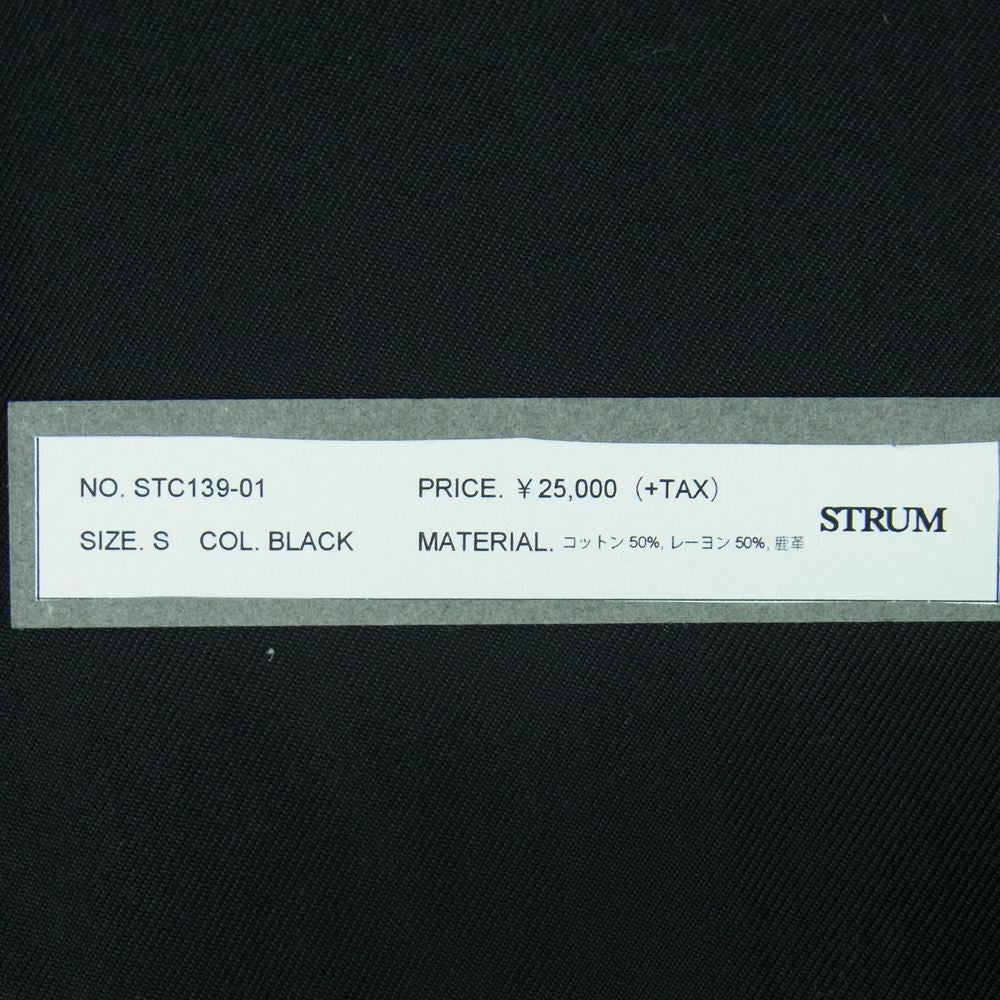 NO. STC139-01
PRICE. ¥25,000 (+TAX)
STRUM
SIZE. S COL. BLACK
MATERIAL. コットン 50%, レーヨン 50%, 鹿革